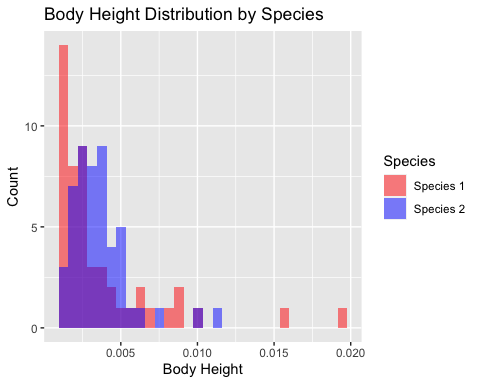 Body Height Distribution by Species
10
5
0
Count
0.005
0.010
0.015
0.020
Body Height
Species
Species 1
Species 2